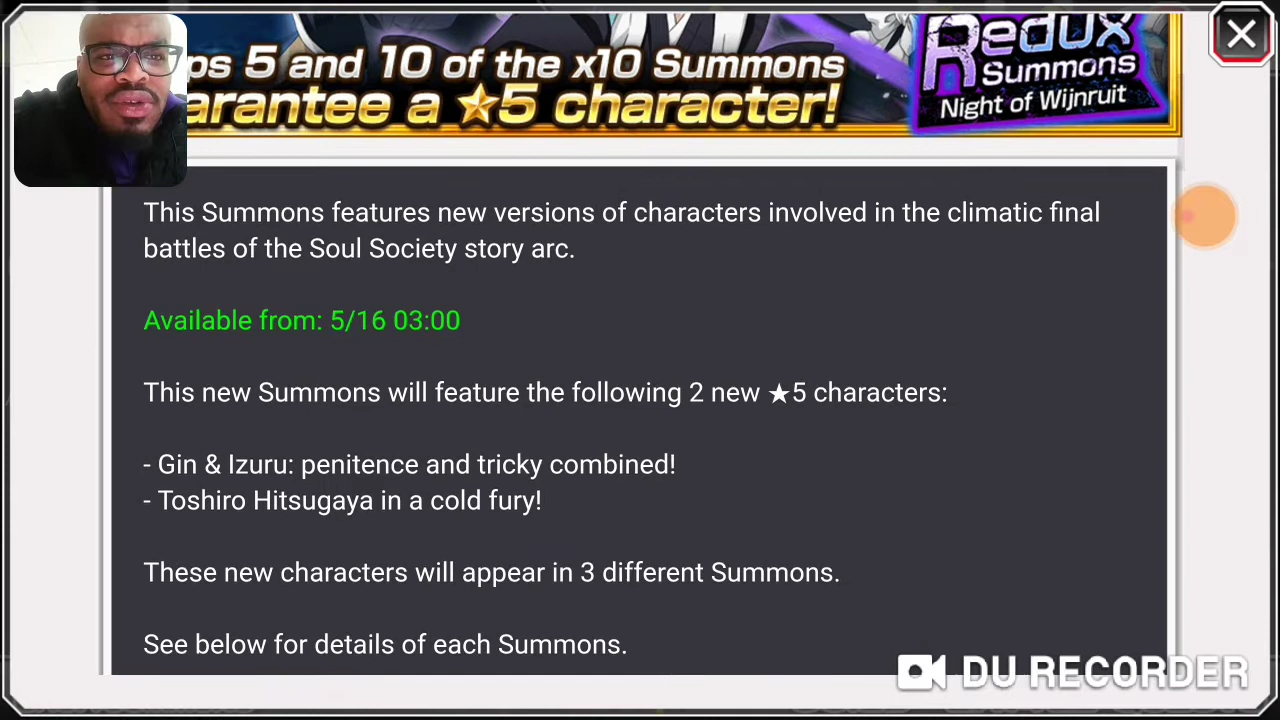 Redux
ps 5 and 10 of the x10 Summons
Summons
arantee a ★5 character!
Night of Wijnruit
This Summons features new versions of characters involved in the climatic final
battles of the Soul Society story arc.
Available from: 5/16 03:00
This new Summons will feature the following 2 new ★5 characters:
- Gin & Izuru: penitence and tricky combined!
- Toshiro Hitsugaya in a cold fury!
These new characters will appear in 3 different Summons.
See below for details of each Summons.
DU RECORDER